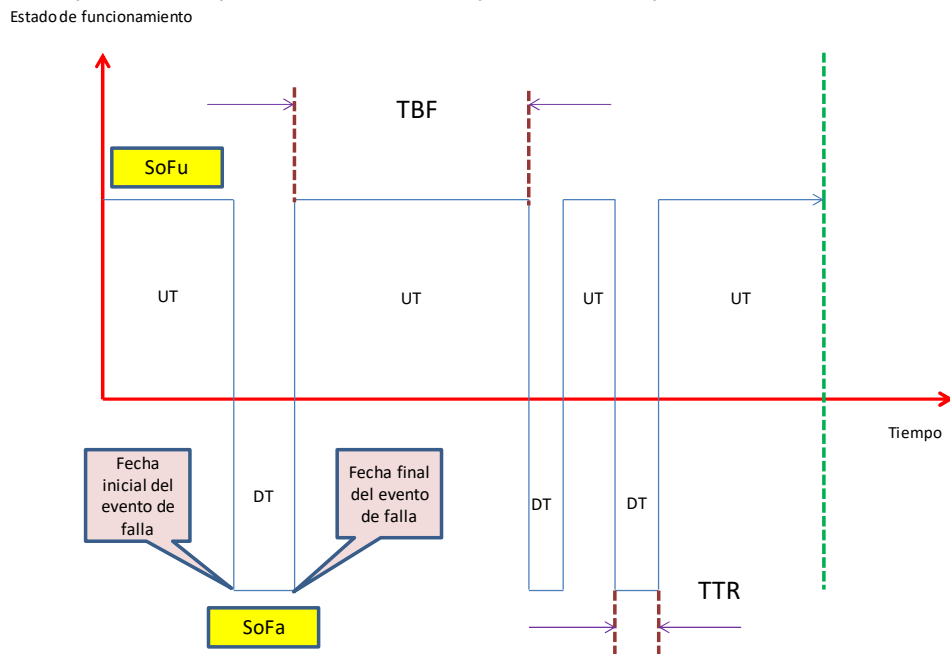 Estado de funcionamiento
TBF
SoFu
UT
UT
UT
UT
Tiempo
Fecha
inicial del
evento de
falla
DT
Fecha final
del evento
de falla
DT
DT
TTR
SoFa